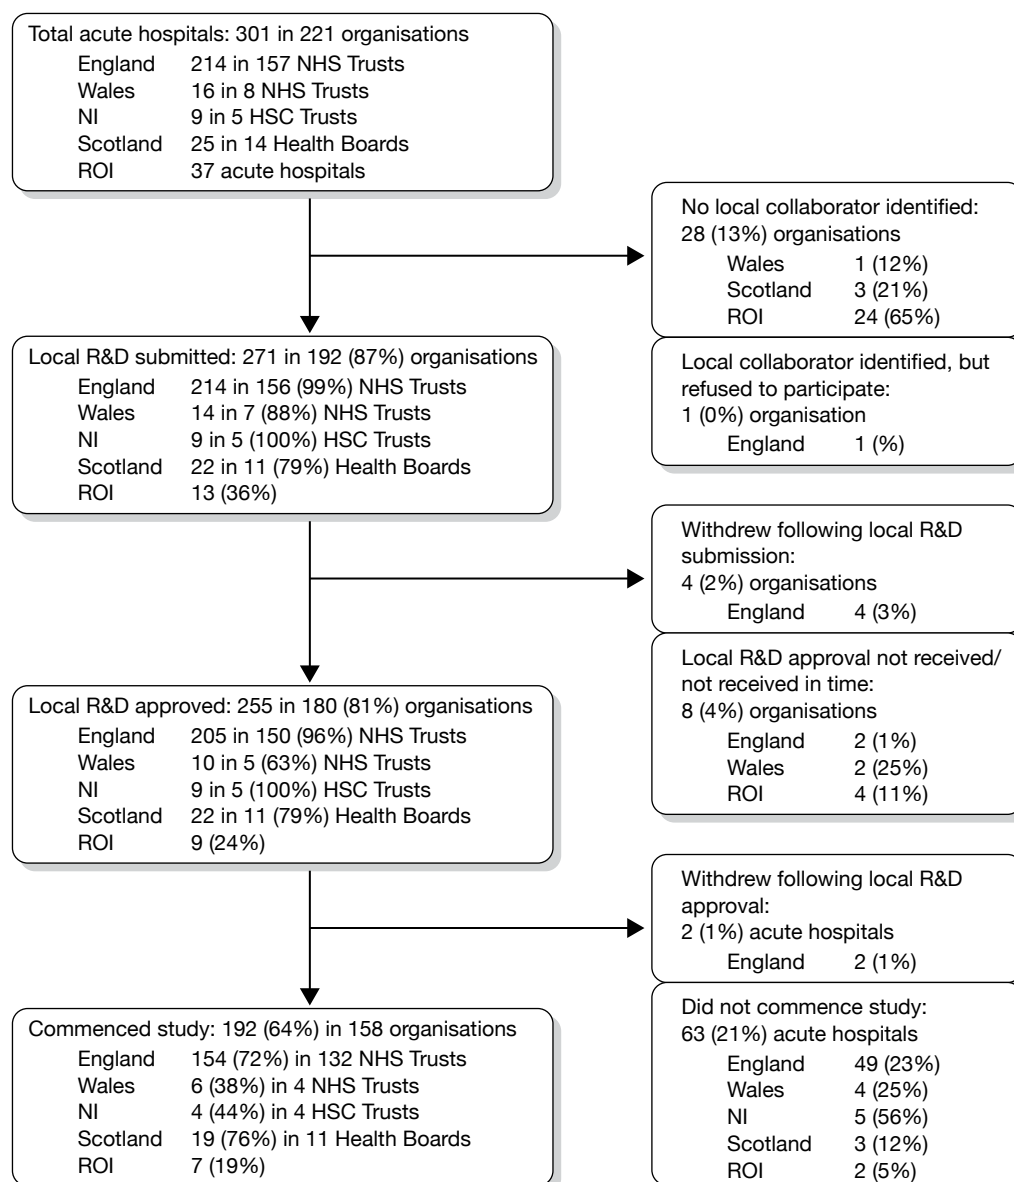 Total acute hospitals: 301 in 221 organisations
England 214 in 157 NHS Trusts
Wales 16 in 8 NHS Trusts
NI 9 in 5 HSC Trusts
Scotland 25 in 14 Health Boards
ROI 37 acute hospitals
No local collaborator identified:
28 (13%) organisations
Wales 1 (12%)
Scotland 3 (21%)
ROI 24 (65%)
Local collaborator identified, but
refused to participate:
1 (0%) organisation
England 1 (%)
Local R&D submitted: 271 in 192 (87%) organisations
England 214 in 156 (99%) NHS Trusts
Wales 14 in 7 (88%) NHS Trusts
NI 9 in 5 (100%) HSC Trusts
Scotland 22 in 11 (79%) Health Boards
ROI 13 (36%)
Withdrew following local R&D
submission:
4 (2%) organisations
England 4 (3%)
Local R&D approval not received/
not received in time:
8 (4%) organisations
England 2 (1%)
Wales 2 (25%)
ROI 4 (11%)
Local R&D approved: 255 in 180 (81%) organisations
England 205 in 150 (96%) NHS Trusts
Wales 10 in 5 (63%) NHS Trusts
NI 9 in 5 (100%) HSC Trusts
Scotland 22 in 11 (79%) Health Boards
ROI 9 (24%)
Withdrew following local R&D
approval:
2 (1%) acute hospitals
England 2 (1%)
Did not commence study:
63 (21%) acute hospitals
England 49 (23%)
Wales 4 (25%)
NI 5 (56%)
Scotland 3 (12%)
ROI 2 (5%)
Commenced study: 192 (64%) in 158 organisations
England 154 (72%) in 132 NHS Trusts
Wales 6 (38%) in 4 NHS Trusts
NI 4 (44%) in 4 HSC Trusts
Scotland 19 (76%) in 11 Health Boards
ROI 7 (19%)